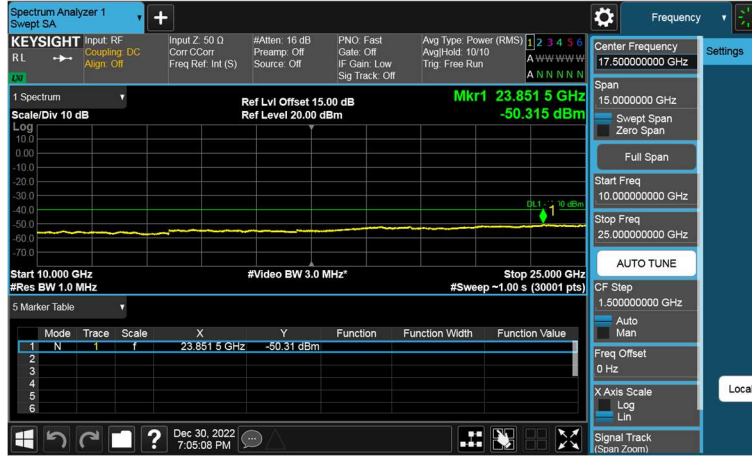 Spectrum Analyzer 1
Swept SA
+
Frequency
KEYSIGHT Input: RF Input Z: 50 Ω #Atten: 16 dB PNO: Fast Avg Type: Power (RMS) 1 2 3 4 5 6
RL Coupling: DC Corr CCorr Preamp: Off Gate: Off Avg|Hold: 10/10 A W W W W W
Align: Off Freq Ref: Int (S) Source: Off IF Gain: Low Trig: Free Run
LXI Sig Track: Off A N N N N N
1 Spectrum
Ref Lvl Offset 15.00 dB Mkr1 23.851 5 GHz
Scale/Div 10 dB Ref Level 20.00 dBm -50.315 dBm
Log
10.0
0.00
-10.0
-20.0
-30.0
-40.0
DL1 dBm
1
-50.0
-60.0
-70.0
Start 10.000 GHz #Video BW 3.0 MHz* Stop 25.000 GHz
#Res BW 1.0 MHz #Sweep ~1.00 s (30001 pts)
5 Marker Table
Mode Trace Scale X Y Function Function Width Function Value
1 N 1 f 23.851 5 GHz -50.31 dBm
2
3
4
5
6
? Dec 30, 2022
7:05:08 PM
Center Frequency
17.500000000 GHz
Settings
Span
15.0000000 GHz
Swept Span
Zero Span
Full Span
Start Freq
10.000000000 GHz
Stop Freq
25.000000000 GHz
AUTO TUNE
CF Step
1.500000000 GHz
Auto
Man
Freq Offset
0 Hz
Local
X Axis Scale
Log
Lin
Signal Track
(Span Zoom)